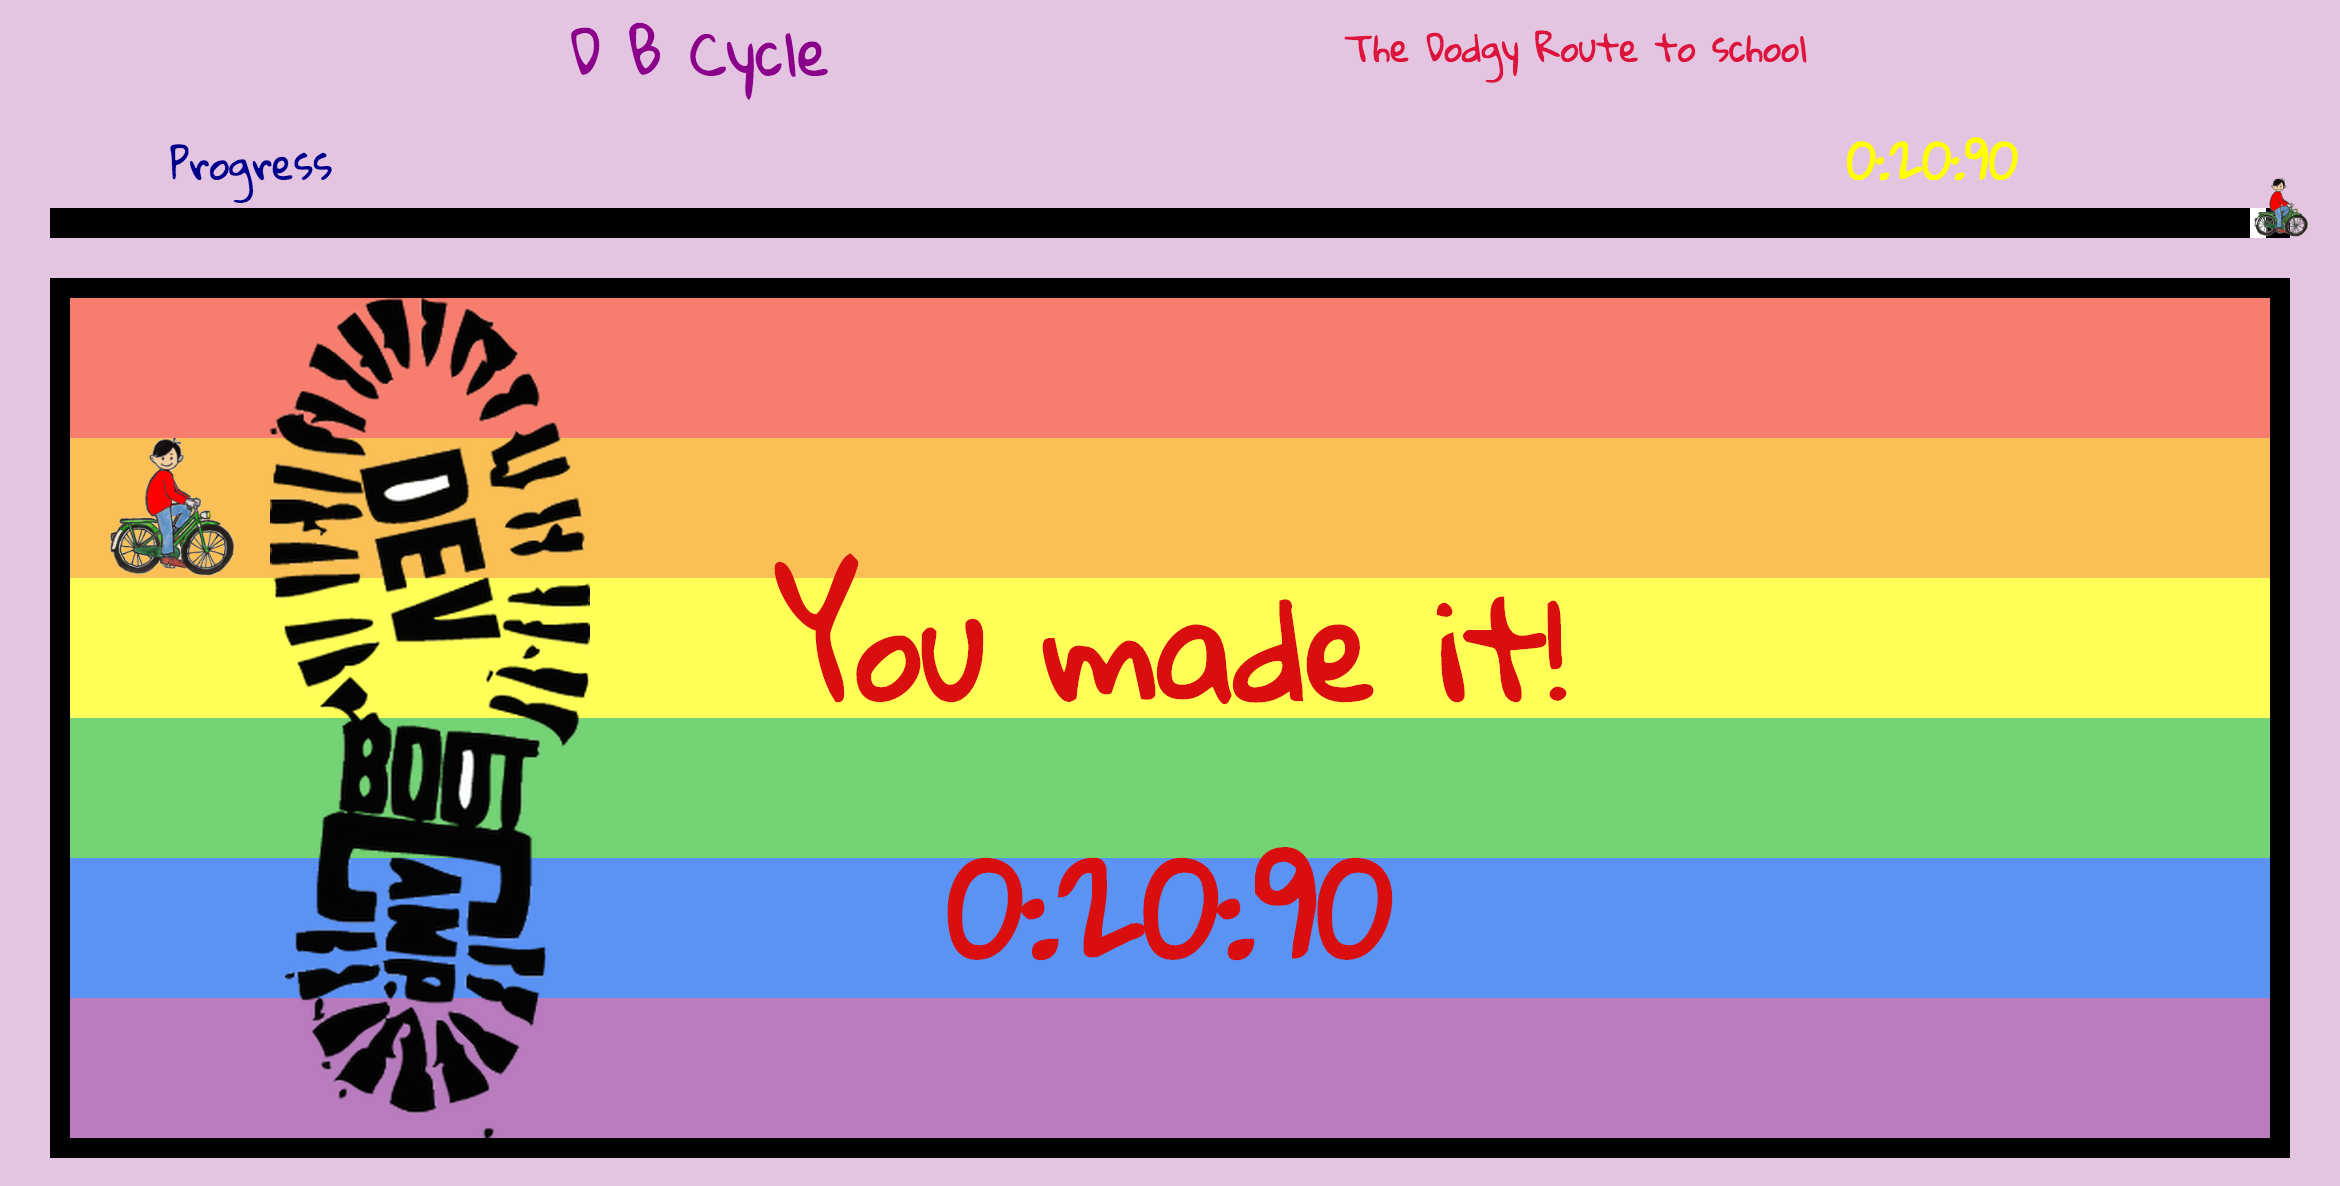 D B Cycle
The Dodgy Route to School
Progress
0:20:90
DEV
BOOT
CAMP
You made it!
0:20:90